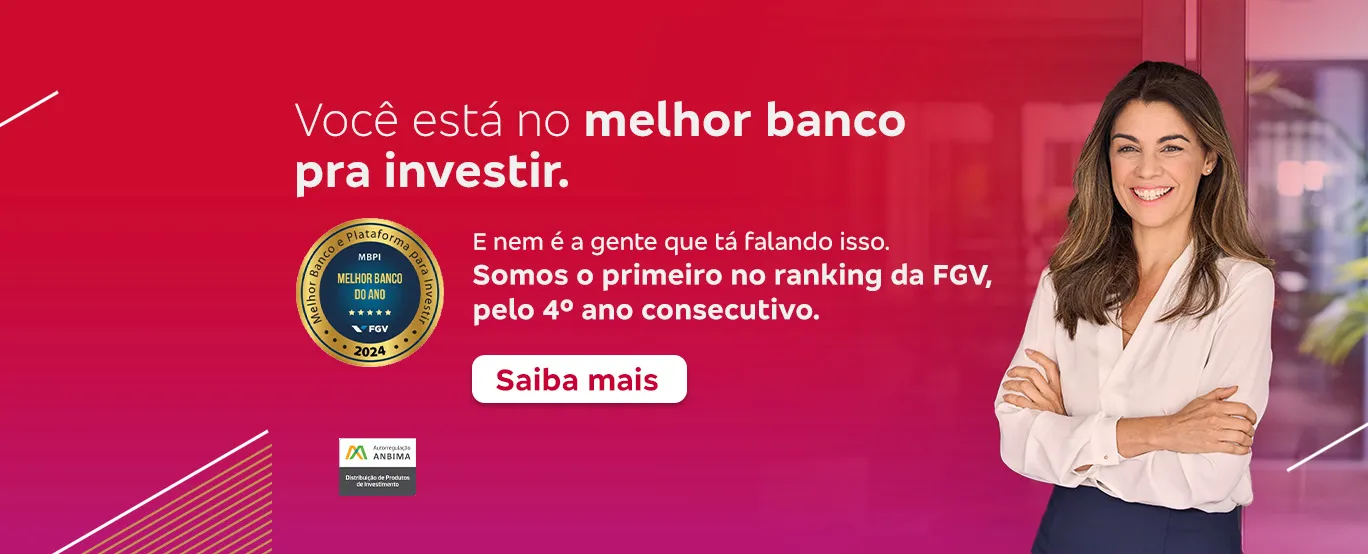 Você está no melhor banco
pra investir.
Melhor Banco e Plataforma para Investir
MBPI
MELHOR BANCO
DO ANO
FGV
2024
E nem é a gente que tá falando isso.
Somos o primeiro no ranking da FGV,
pelo 4º ano consecutivo.
Saiba mais
Autorregulação
ANBIMA
Distribuição de Produtos
de Investimento